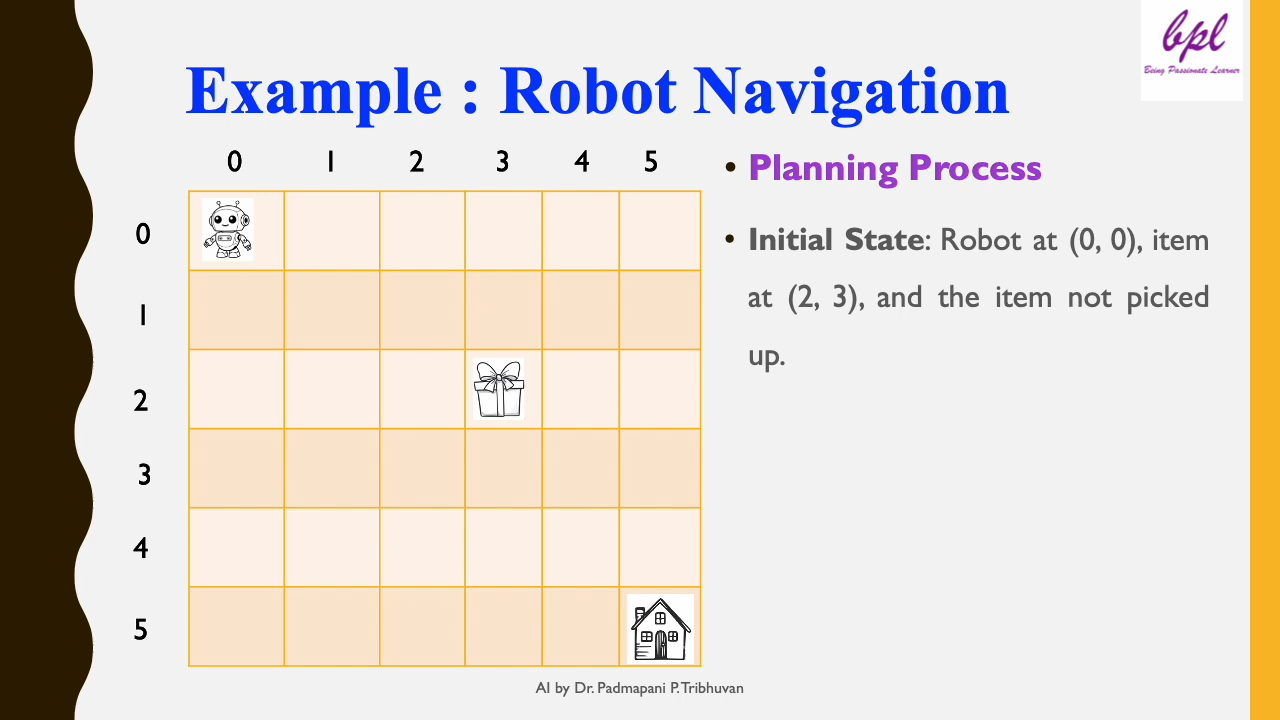 bpl
Being Passionate Learner
Example : Robot Navigation
0 1 2 3 4 5
0
1
2
3
4
5
• Planning Process
• Initial State: Robot at (0, 0), item
at (2, 3), and the item not picked
up.
AI by Dr. Padmapani P. Tribhuvan